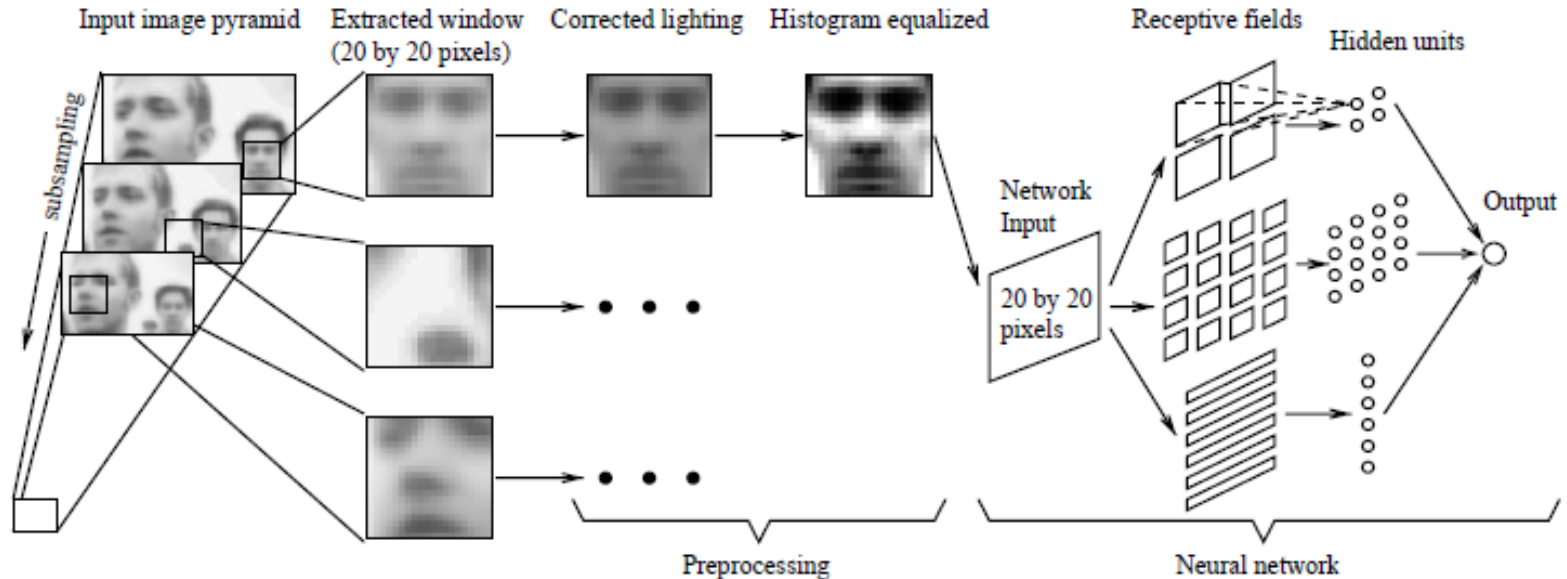 Input image pyramid
Extracted window
(20 by 20 pixels)
Corrected lighting
Histogram equalized
Receptive fields
Hidden units
subsampling
Network
Input
20 by 20
pixels
Output
Preprocessing
Neural network